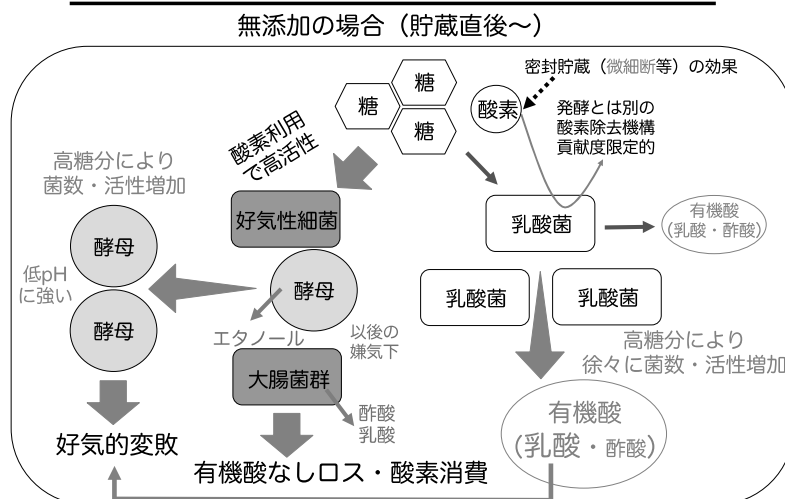 無添加の場合（貯蔵直後～）
密封貯蔵（微細断等）の効果
糖
糖
糖
酸素
発酵とは別の
酸素除去機構
貢献度限定的
酸素利用
で高活性
高糖分により
菌数・活性増加
好気性細菌
乳酸菌
有機酸
(乳酸・酢酸)
酵母
低pH
に強い
酵母
酵母
乳酸菌
乳酸菌
エタノール
以後の
嫌気下
高糖分により
徐々に菌数・活性増加
大腸菌群
酢酸
乳酸
有機酸
(乳酸・酢酸)
好気的変敗
有機酸なしロス・酸素消費